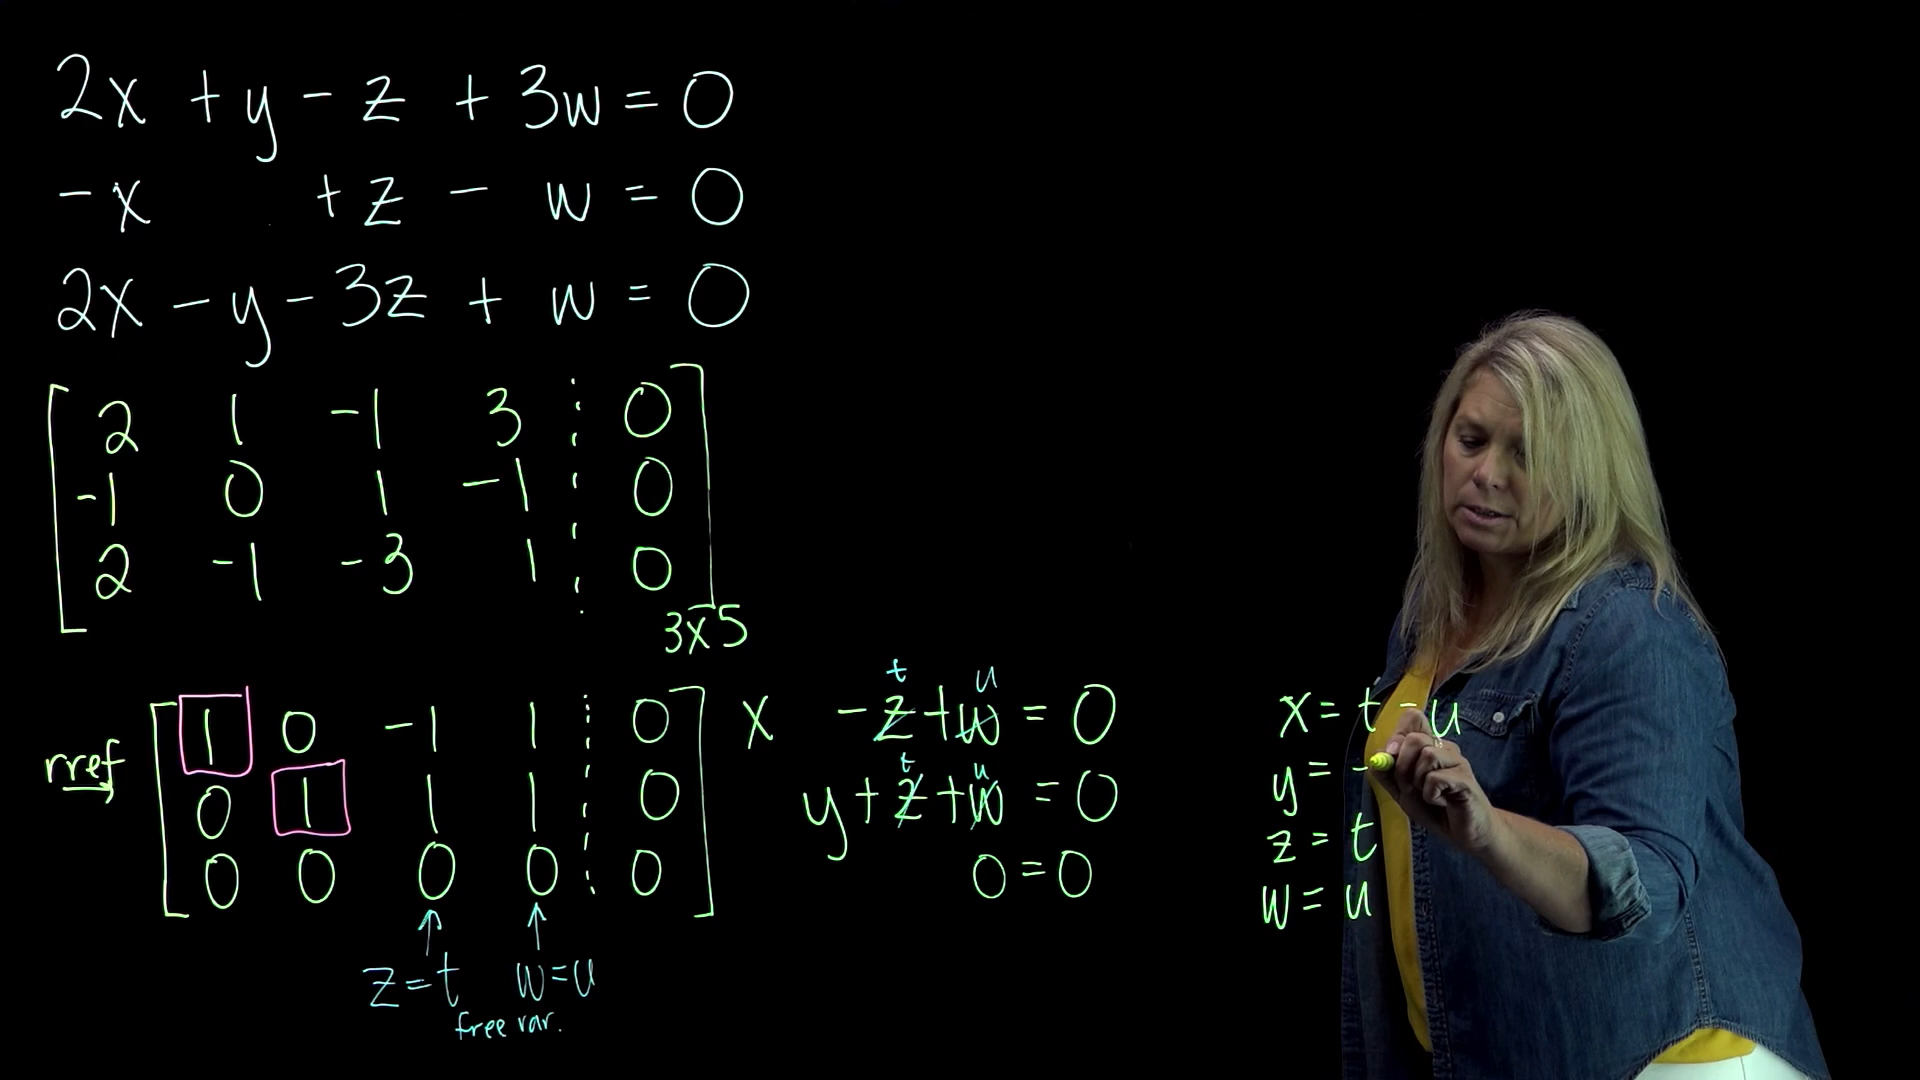 2x + y - z + 3w = 0
-x + z - w = 0
2x - y - 3z + w = 0
2 1 -1 3 0
-1 0 1 -1 0
2 -1 -3 1 0
3x5
rref
1 0 -1 1 0
0 1 1 1 0
0 0 0 0 0
z=t w=u
free var.
t u
x -z+w = 0
t u
y+z+w = 0
0=0
x= t - u
y= -
z = t
w = u